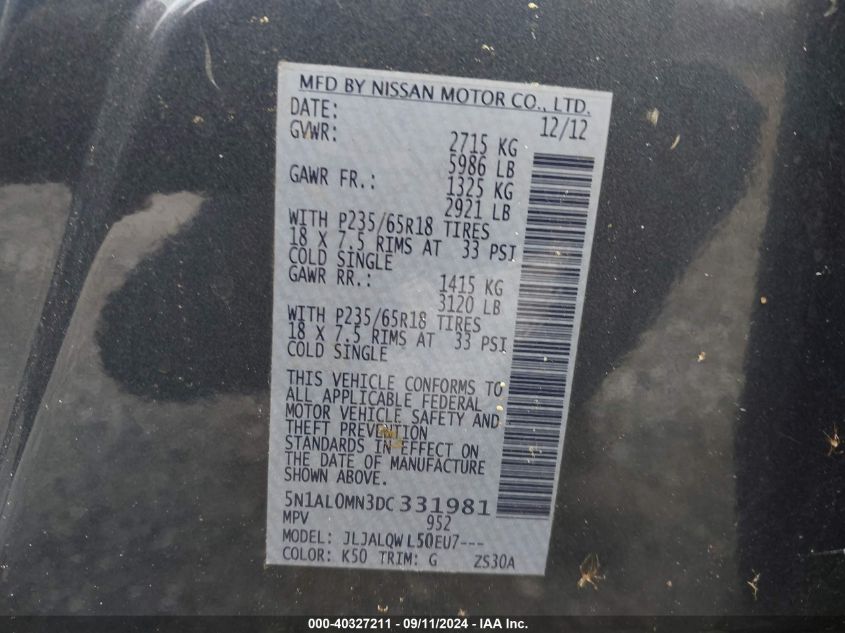 MFD BY NISSAN MOTOR CO., LTD.
DATE: 12/12
GVWR: 2715 KG
5986 LB
GAWR FR.: 1325 KG
2921 LB
WITH P235/65R18 TIRES
18 X 7.5 RIMS AT 33 PSI
COLD SINGLE
GAWR RR.: 1415 KG
3120 LB
WITH P235/65R18 TIRES
18 X 7.5 RIMS AT 33 PSI
COLD SINGLE
THIS VEHICLE CONFORMS TO
ALL APPLICABLE FEDERAL
MOTOR VEHICLE SAFETY AND
THEFT PREVENTION
STANDARDS IN EFFECT ON
THE DATE OF MANUFACTURE
SHOWN ABOVE.
5N1AL0MN3DC331981
MPV 952
MODEL: JLJALQW L50EU7---
COLOR: K50 TRIM: G ZS30A
000-40327211 - 09/11/2024 - IAA Inc.